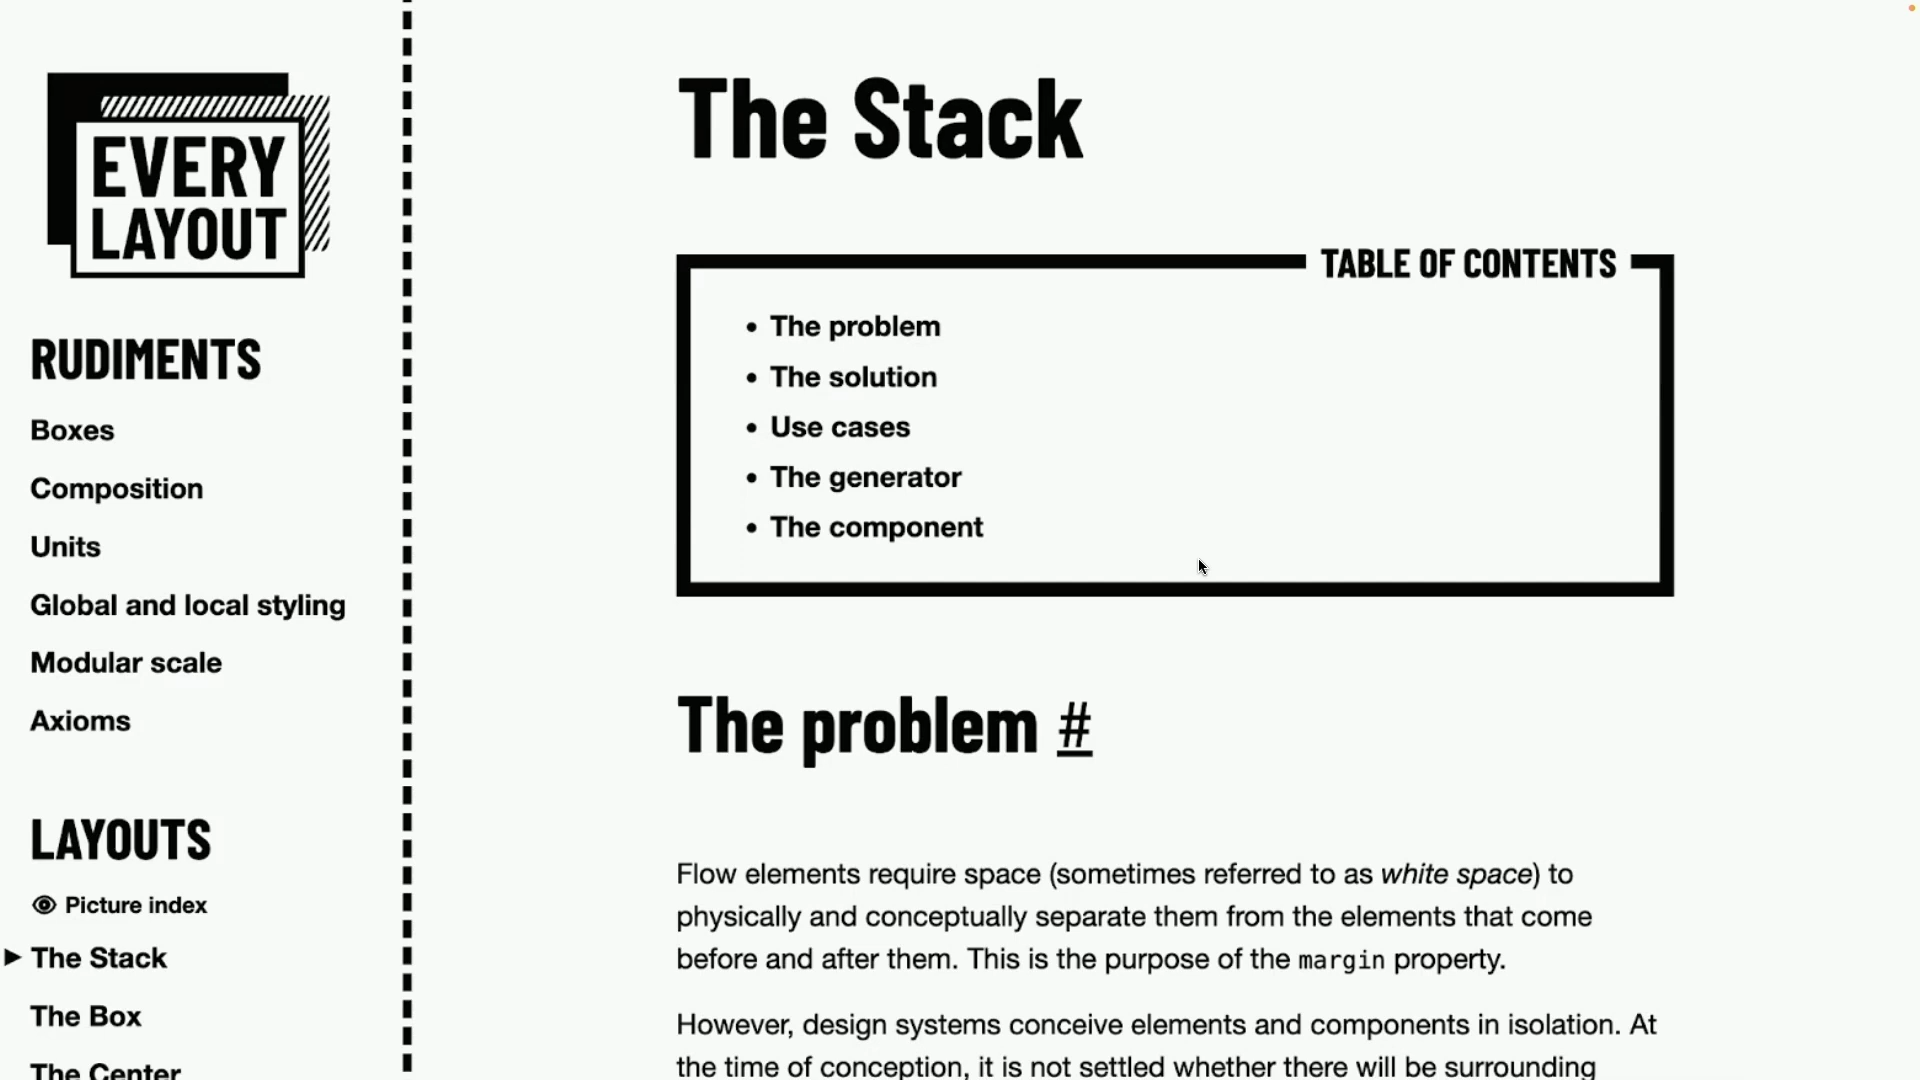 EVERY
LAYOUT
RUDIMENTS
Boxes
Composition
Units
Global and local styling
Modular scale
Axioms
LAYOUTS
Picture index
The Stack
The Box
The Center
The Stack
TABLE OF CONTENTS
The problem
The solution
Use cases
The generator
The component
The problem #
Flow elements require space (sometimes referred to as white space) to
physically and conceptually separate them from the elements that come
before and after them. This is the purpose of the margin property.
However, design systems conceive elements and components in isolation. At
the time of conception, it is not settled whether there will be surrounding